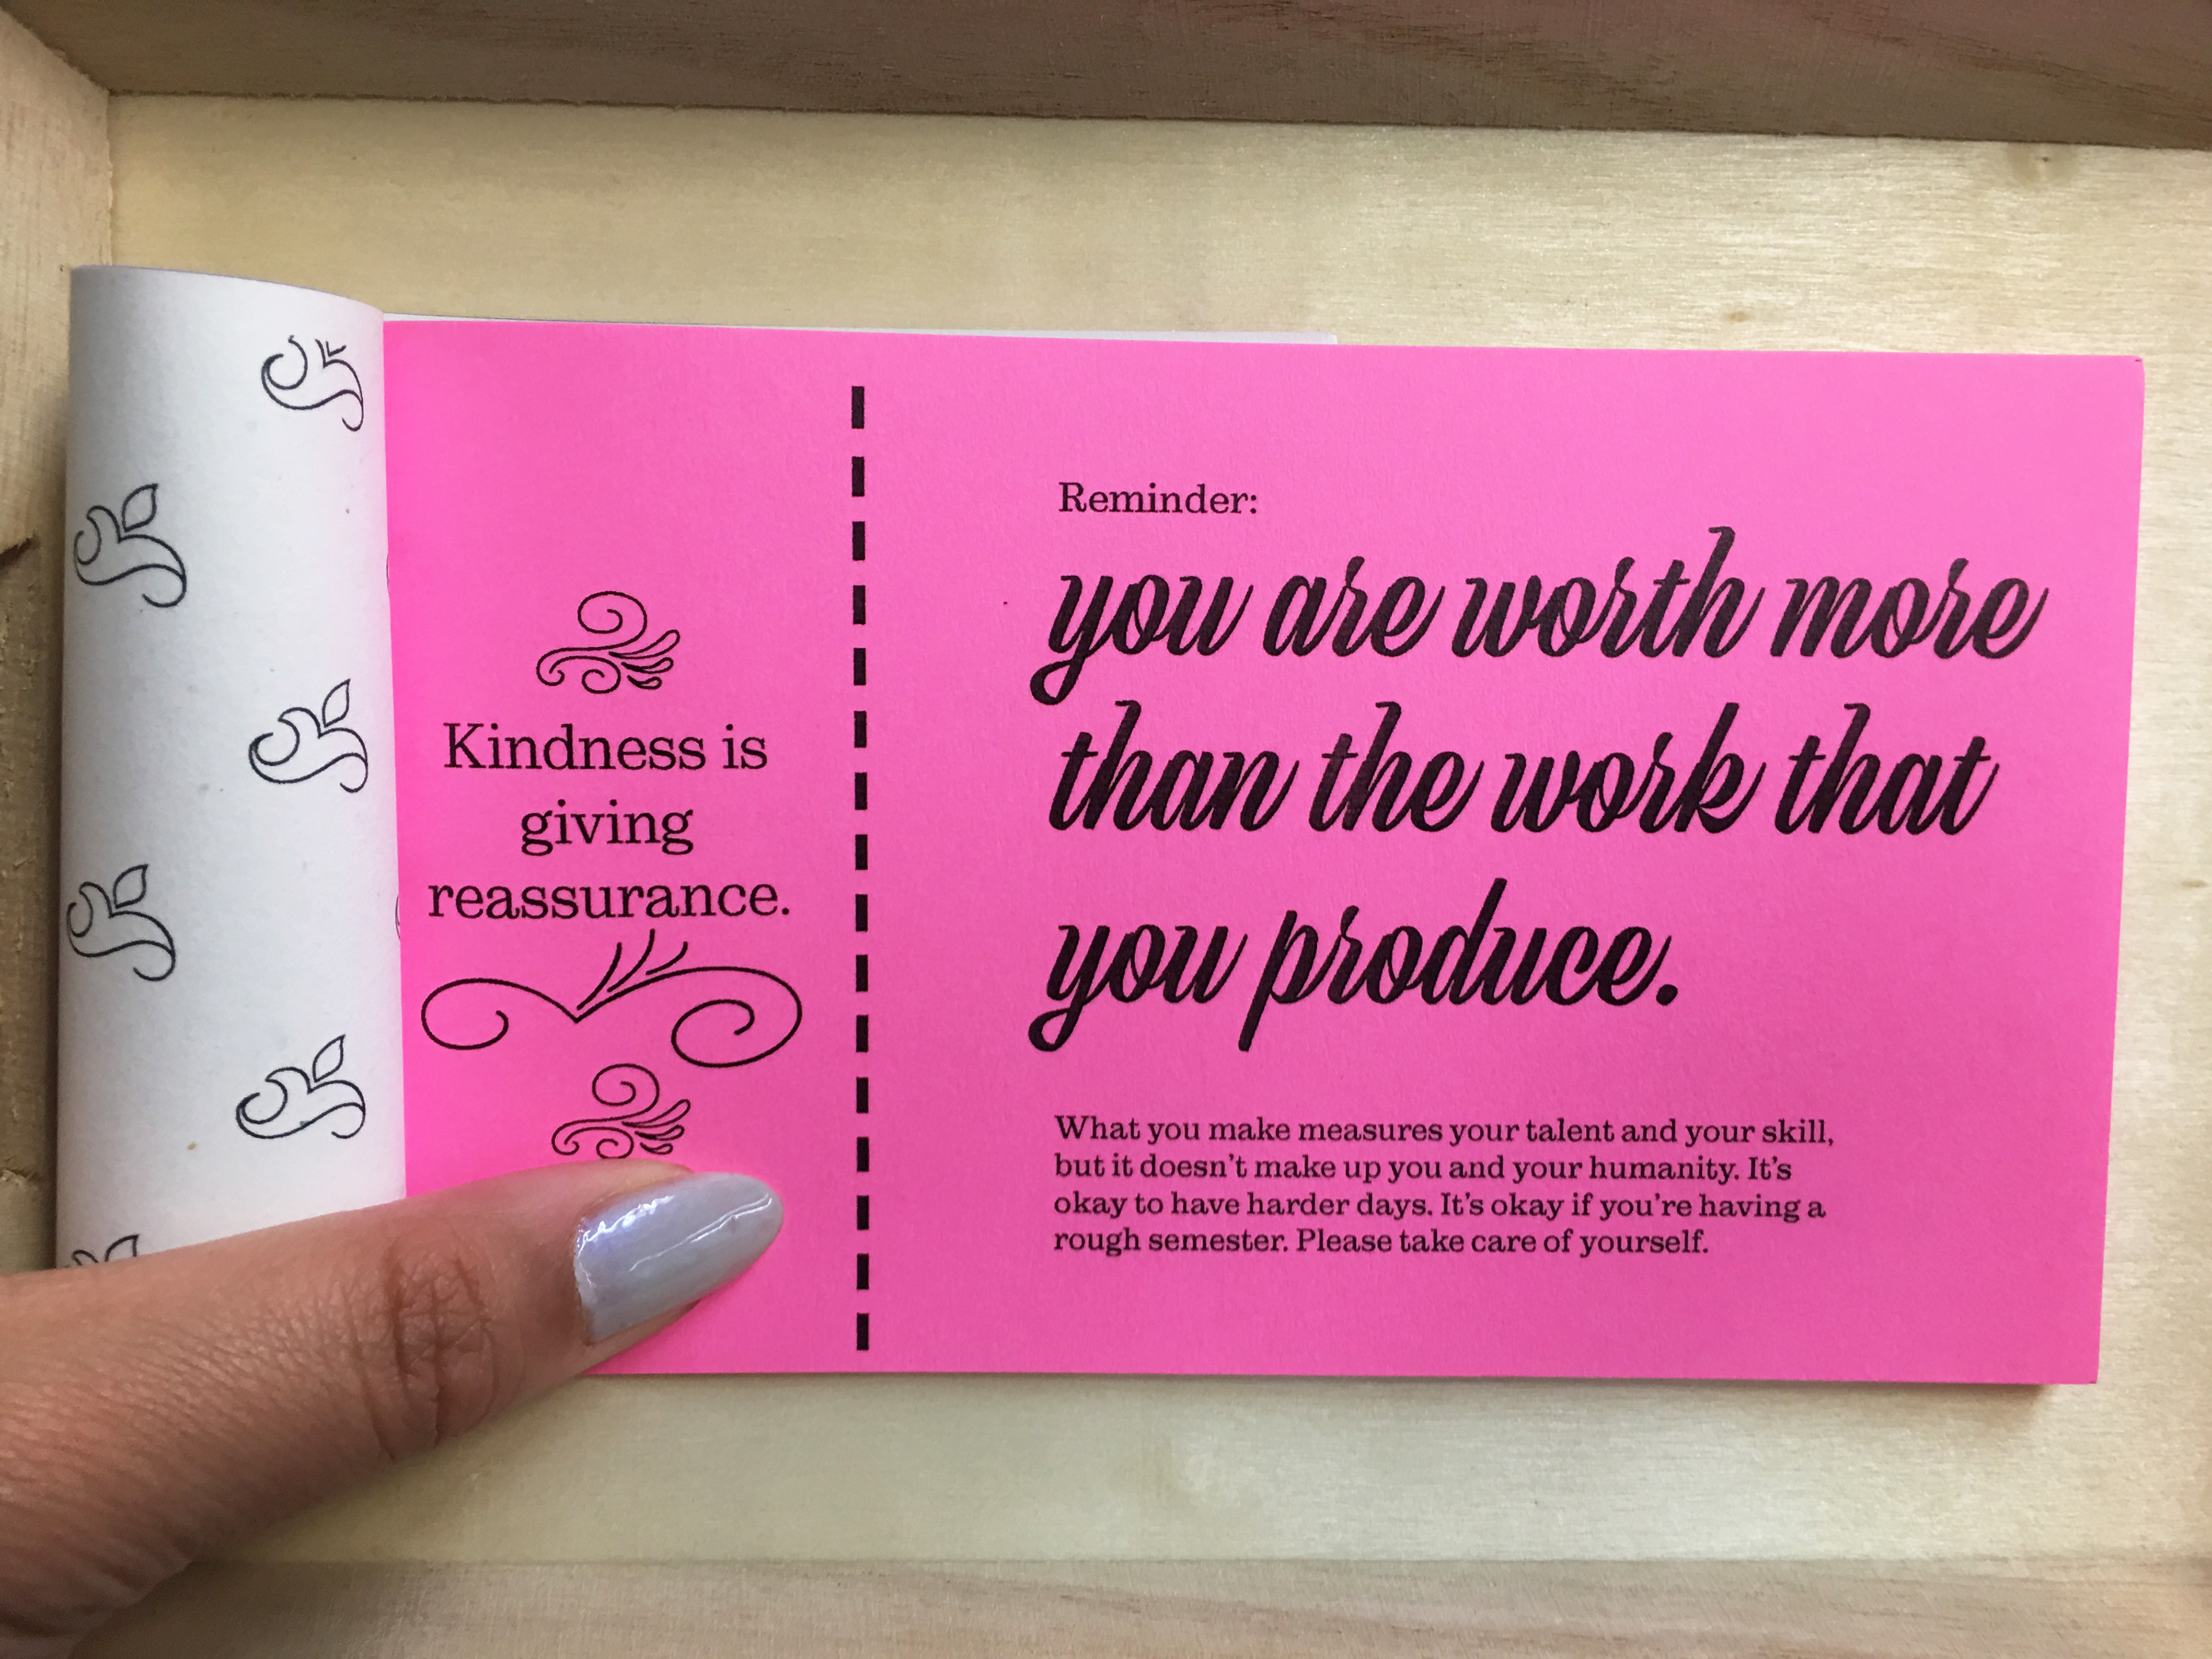 Kindness is
giving
reassurance.
Reminder:
you are worth more
than the work that
you produce.
What you make measures your talent and your skill,
but it doesn't make up you and your humanity. It's
okay to have harder days. It's okay if you're having a
rough semester. Please take care of yourself.